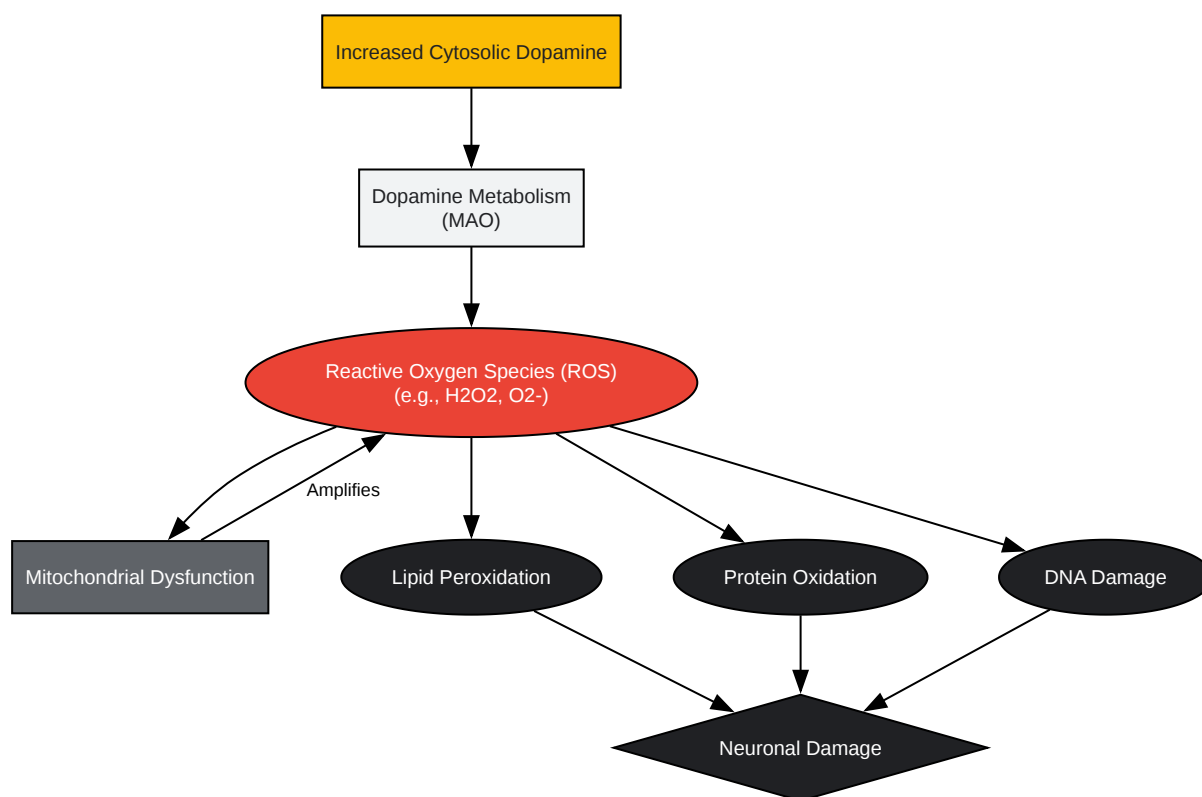 Increased Cytosolic Dopamine
Dopamine Metabolism
(MAO)
Reactive Oxygen Species (ROS)
(e.g., H2O2, O2-)
Amplifies
Mitochondrial Dysfunction
Lipid Peroxidation
Protein Oxidation
DNA Damage
Neuronal Damage